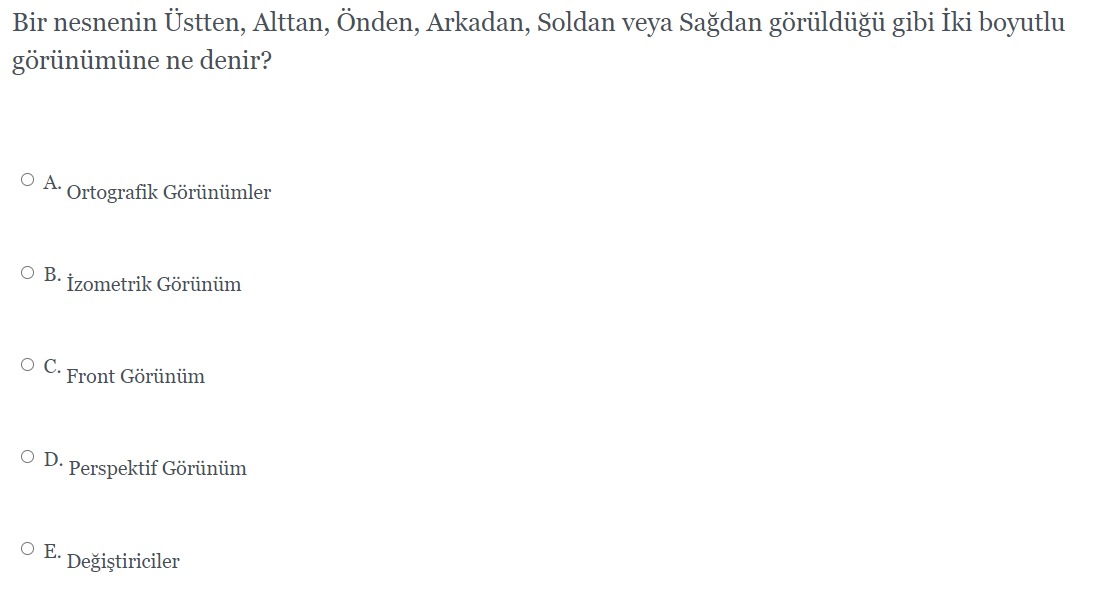 Bir nesnenin Üstten, Alttan, Önden, Arkadan, Soldan veya Sağdan görüldüğü gibi İki boyutlu
görünümüne ne denir?
A. Ortografik Görünümler
B. İzometrik Görünüm
C. Front Görünüm
D. Perspektif Görünüm
E. Değiştiriciler